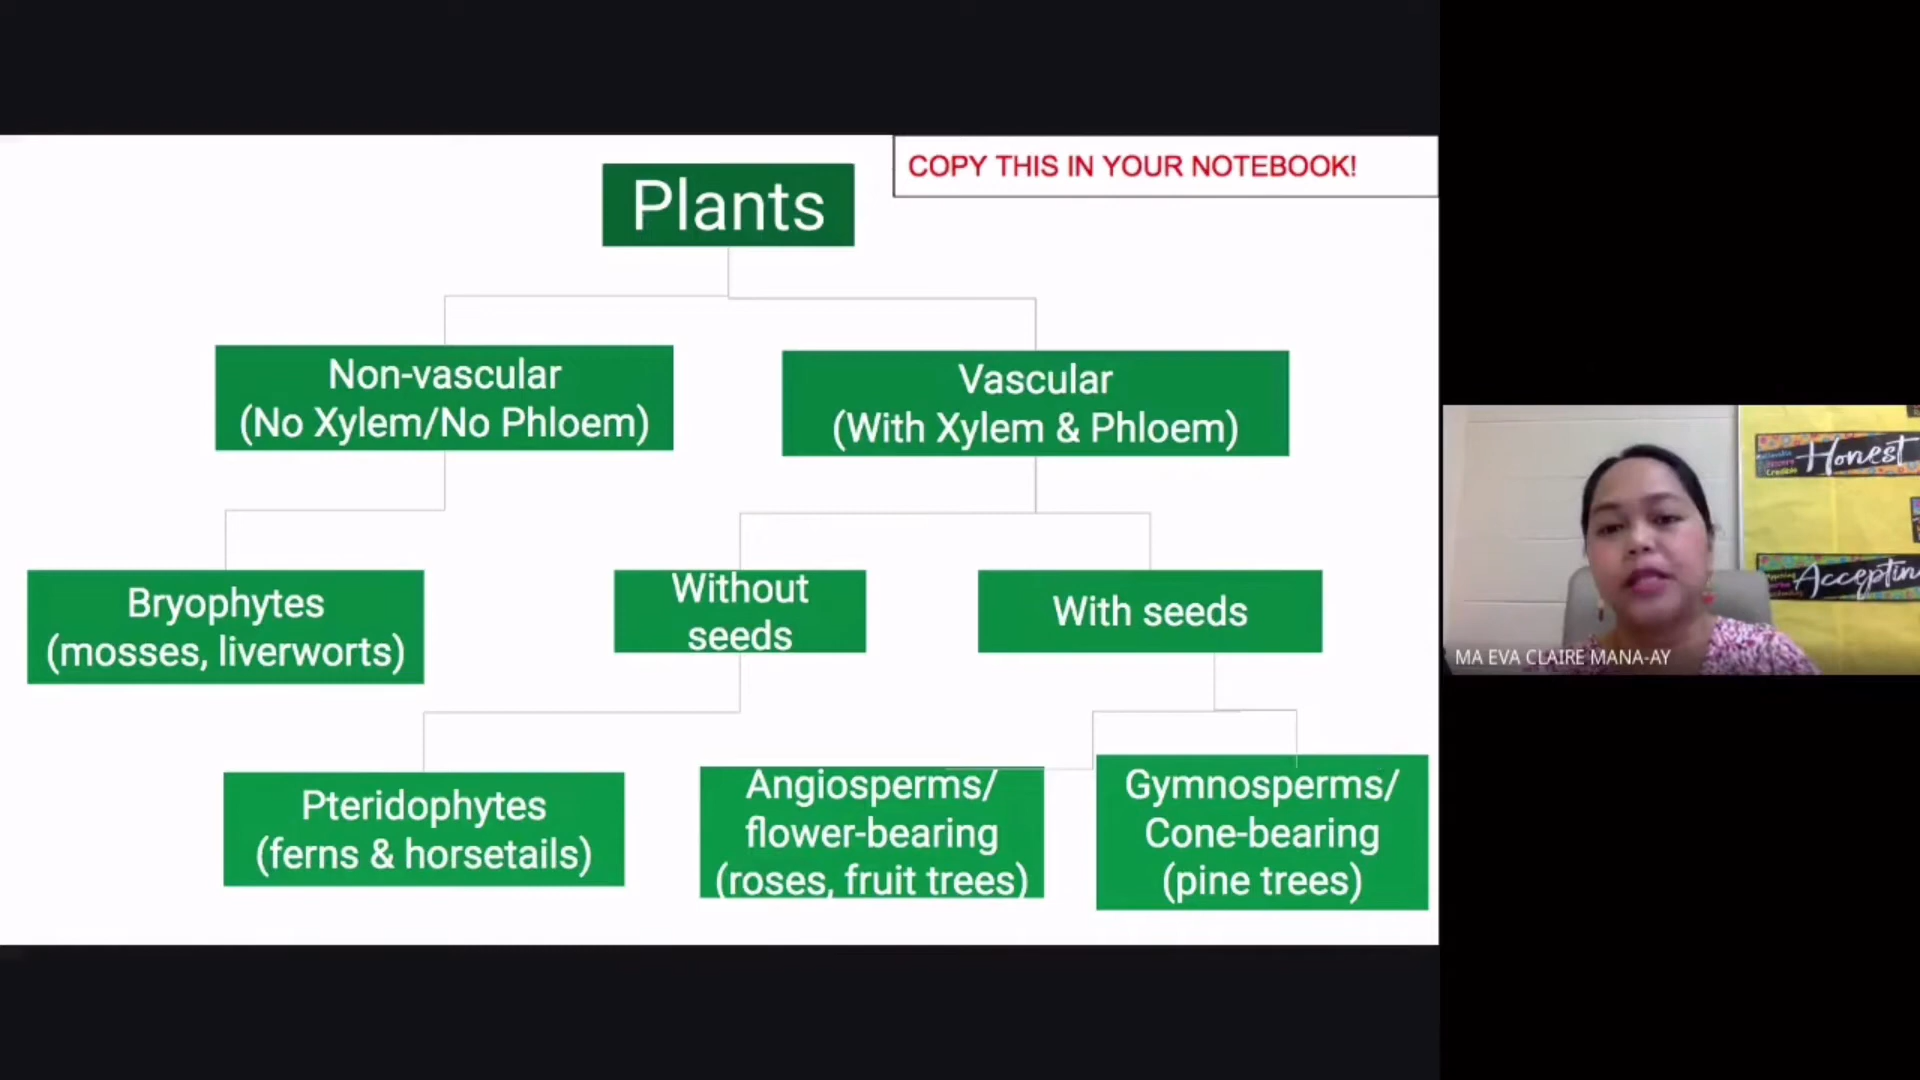 COPY THIS IN YOUR NOTEBOOK!
Plants
Non-vascular
(No Xylem/No Phloem)
Vascular
(With Xylem & Phloem)
Bryophytes
(mosses, liverworts)
Without
seeds
With seeds
Pteridophytes
(ferns & horsetails)
Angiosperms/
flower-bearing
(roses, fruit trees)
Gymnosperms/
Cone-bearing
(pine trees)
Honest
Acceptin
MA EVA CLAIRE MANA-AY